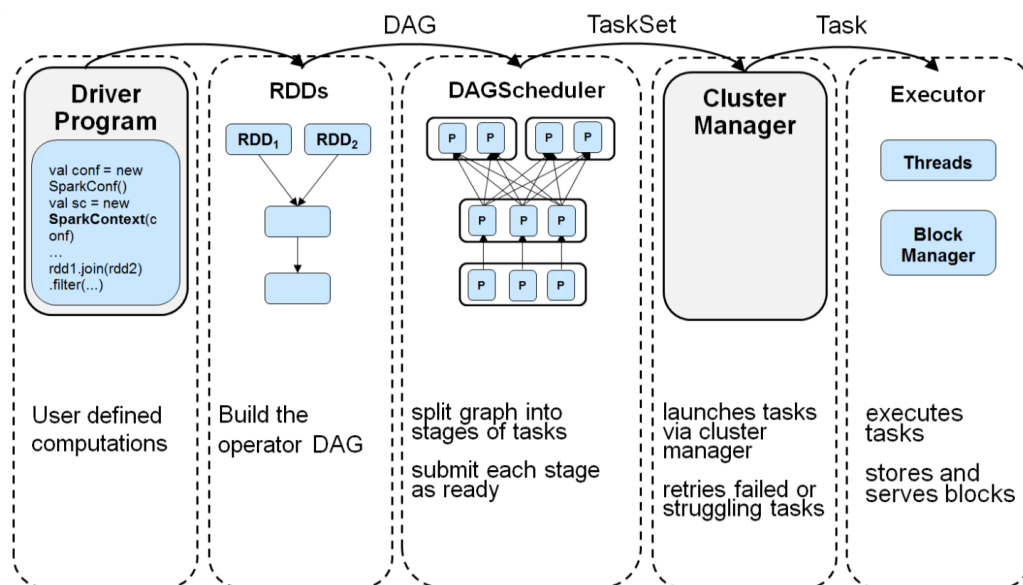 DAG
TaskSet
Task
Driver
Program
val conf = new
SparkConf()
val sc = new
SparkContext(c
onf)
...
rdd1.join(rdd2)
.filter(...)
User defined
computations
RDDs
RDD1
RDD2
Build the
operator DAG
DAGScheduler
P
P
P
P
P
P
P
P
P
P
split graph into
stages of tasks
submit each stage
as ready
Cluster
Manager
launches tasks
via cluster
manager
retries failed or
struggling tasks
Executor
Threads
Block
Manager
executes
tasks
stores and
serves blocks